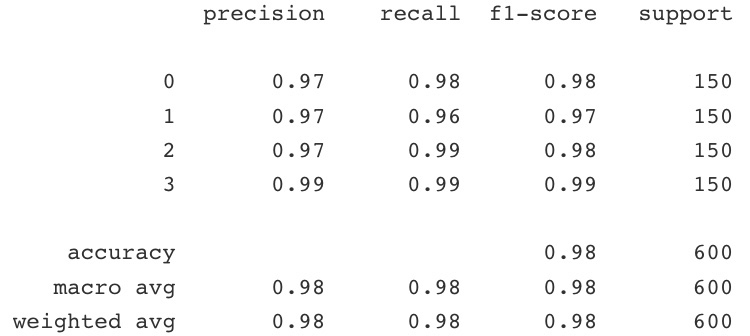 precision recall f1-score support
0 0.97 0.98 0.98 150
1 0.97 0.96 0.97 150
2 0.97 0.99 0.98 150
3 0.99 0.99 0.99 150
accuracy 0.98 600
macro avg 0.98 0.98 0.98 600
weighted avg 0.98 0.98 0.98 600